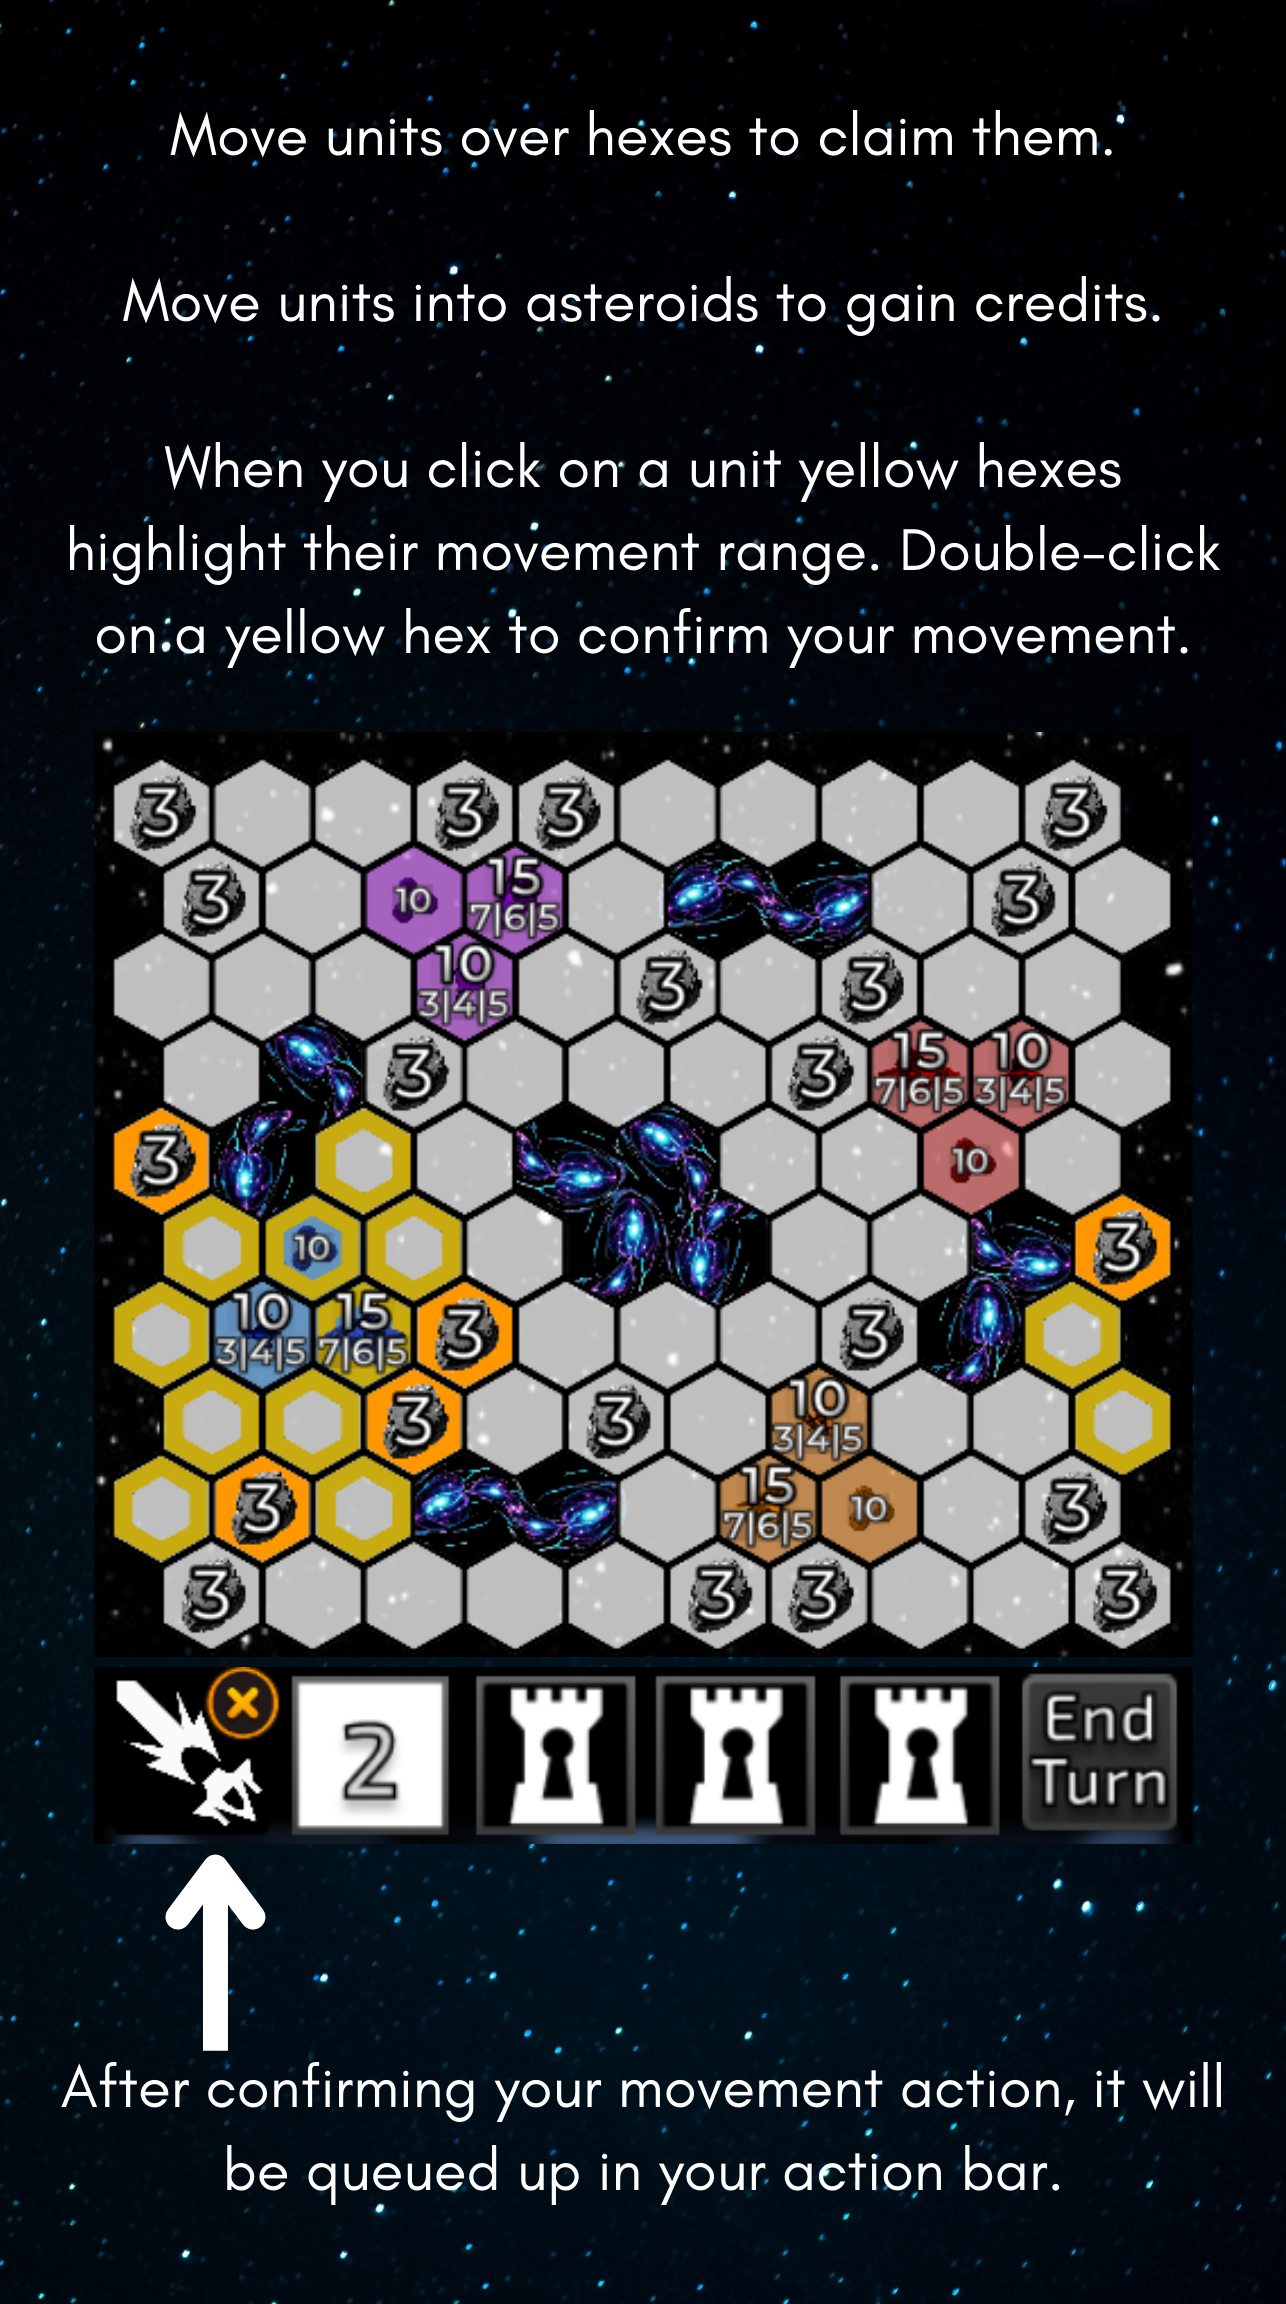 Move units over hexes to claim them.
Move units into asteroids to gain credits.
When you click on a unit yellow hexes
highlight their movement range. Double-click
on a yellow hex to confirm your movement.
3 3 3 3
3 10 15 3
7|6|5
10 3 3
3|4|5
3 3 15 10
7|6|5 3|4|5
3 10
10 3
10 15 3 3
3|4|5 7|6|5
3 3 10
3|4|5
3 15 10 3
7|6|5
3 3 3 3
2 End
Turn
After confirming your movement action, it will
be queued up in your action bar.